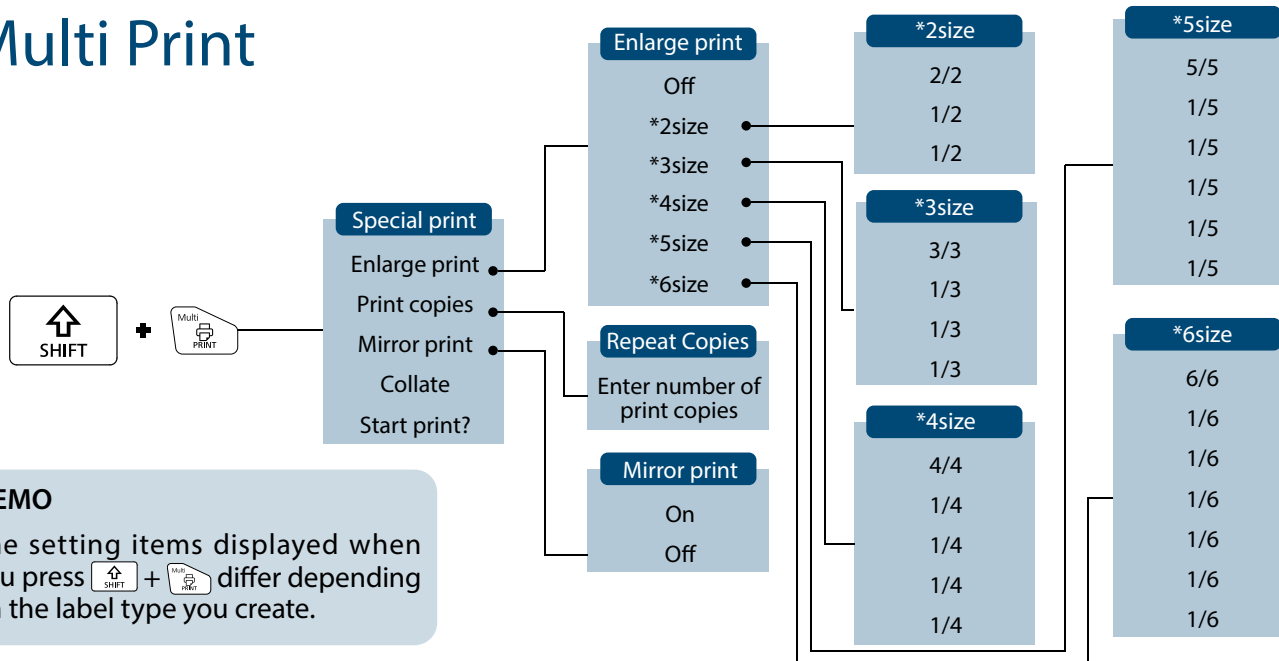 Multi Print
SHIFT
+
Multi
PRINT
Special print
Enlarge print
Print copies
Mirror print
Collate
Start print?
Enlarge print
Off
*2size
*3size
*4size
*5size
*6size
Repeat Copies
Enter number of
print copies
Mirror print
On
Off
*2size
2/2
1/2
1/2
*3size
3/3
1/3
1/3
1/3
*4size
4/4
1/4
1/4
1/4
1/4
*5size
5/5
1/5
1/5
1/5
1/5
1/5
*6size
6/6
1/6
1/6
1/6
1/6
1/6
1/6
EMO
he setting items displayed when
u press SHIFT + Multi PRINT differ depending
the label type you create.